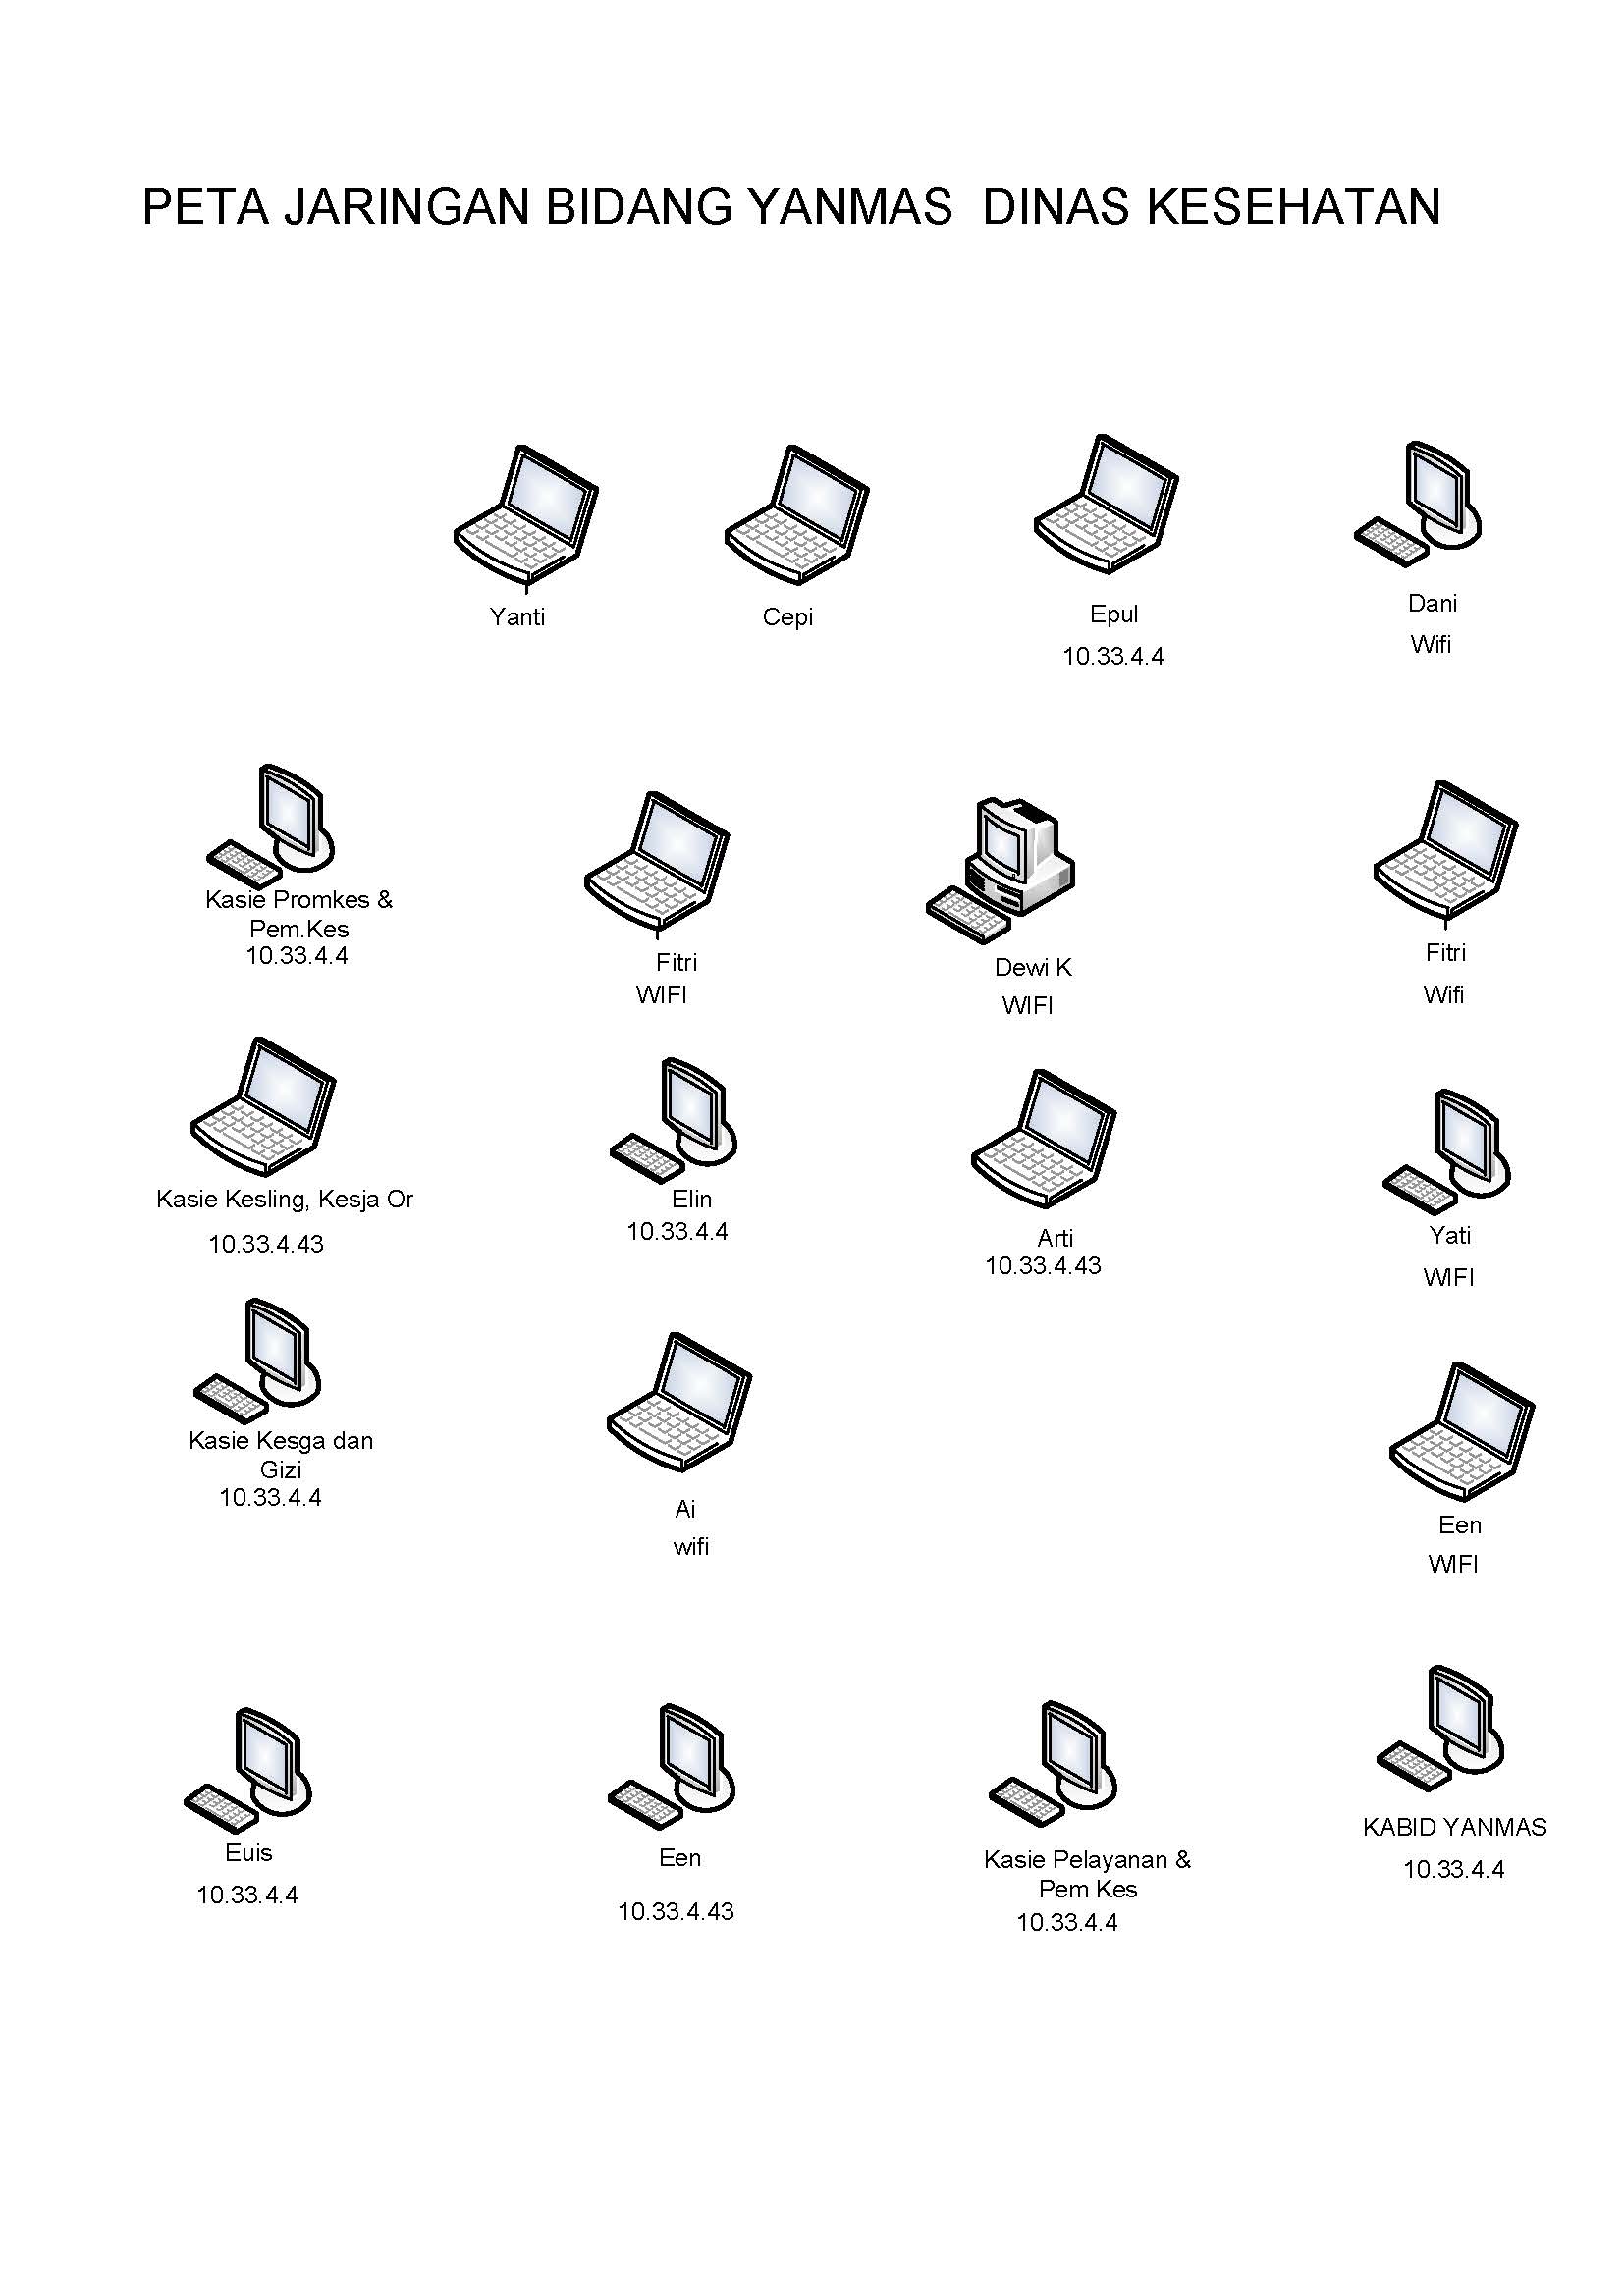 PETA JARINGAN BIDANG YANMAS  DINAS KESEHATAN
Yanti
Cepi
Epul
10.33.4.4
Dani
Wifi
Kasie Promkes &
Pem.Kes
10.33.4.4
Fitri
WIFI
Dewi K
WIFI
Fitri
Wifi
Kasie Kesling, Kesja Or
10.33.4.43
Elin
10.33.4.4
Arti
10.33.4.43
Yati
WIFI
Kasie Kesga dan
Gizi
10.33.4.4
Ai
wifi
Een
WIFI
Euis
10.33.4.4
Een
10.33.4.43
Kasie Pelayanan &
Pem Kes
10.33.4.4
KABID YANMAS
10.33.4.4